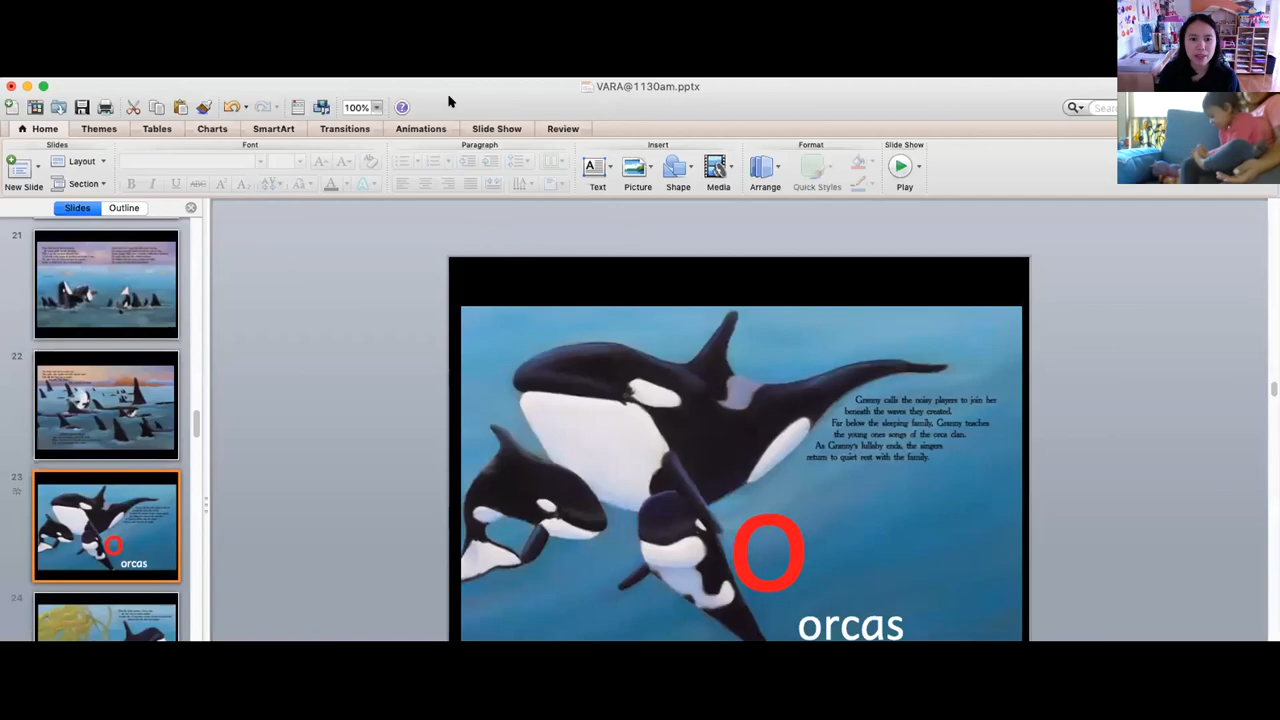 VARA@1130am.pptx
100%
Search
Home
Themes
Tables
Charts
SmartArt
Transitions
Animations
Slide Show
Review
Slides
Font
Paragraph
Insert
Format
Slide Show
New Slide
Layout
Section
B I U ABC A² A₂
Text
Picture
Shape
Media
Arrange
Quick Styles
Play
Slides
Outline
21
22
23
O
orcas
24
Granny calls the noisy players to join her
beneath the waves they created.
Far below the sleeping family, Granny teaches
the young ones songs of the orca clan.
As Granny's lullaby ends, the singers
return to quiet rest with the family.
O
orcas